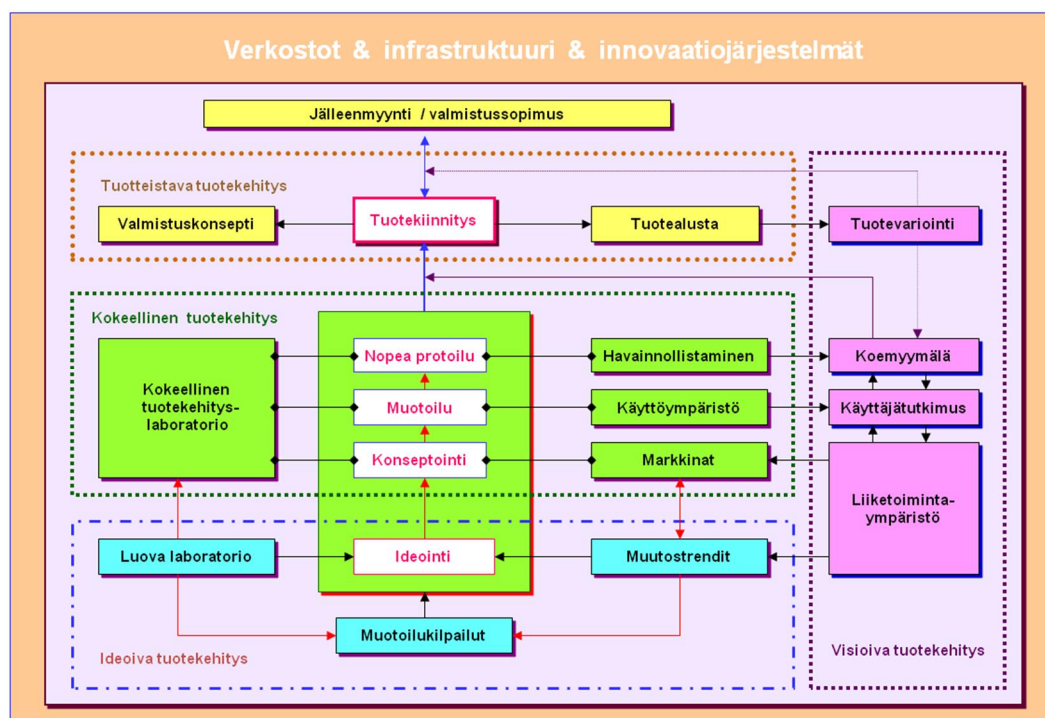 Verkostot & infrastruktuuri & innovaatiojärjestelmät
Jälleenmyynti / valmistussopimus
Tuotteistava tuotekehitys
Valmistuskonsepti
Tuotekiinnitys
Tuotealusta
Tuotevariointi
Kokeellinen tuotekehitys
Kokeellinen
tuotekehitys-
laboratorio
Nopea protoilu
Havainnollistaminen
Koemyymälä
Muotoilu
Käyttöympäristö
Käyttäjätutkimus
Konseptointi
Markkinat
Liiketoiminta-
ympäristö
Luova laboratorio
Ideointi
Muutostrendit
Muotoilukilpailut
Ideoiva tuotekehitys
Visioiva tuotekehitys